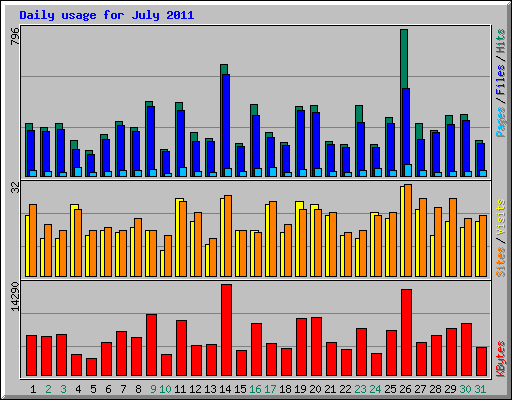 Daily usage for July 2011
796
Pages / Files / Hits
32
Sites / Visits
14290
KBytes
1 2 3 4 5 6 7 8 9 10 11 12 13 14 15 16 17 18 19 20 21 22 23 24 25 26 27 28 29 30 31